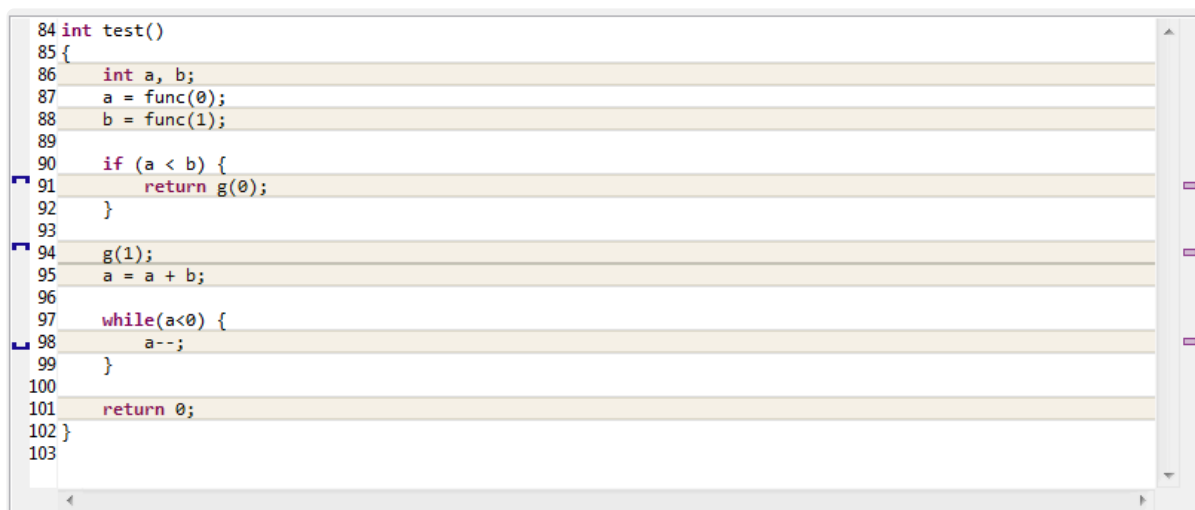 84 int test()
85 {
86     int a, b;
87     a = func(0);
88     b = func(1);
89
90     if (a < b) {
91         return g(0);
92     }
93
94     g(1);
95     a = a + b;
96
97     while(a<0) {
98         a--;
99     }
100
101     return 0;
102 }
103